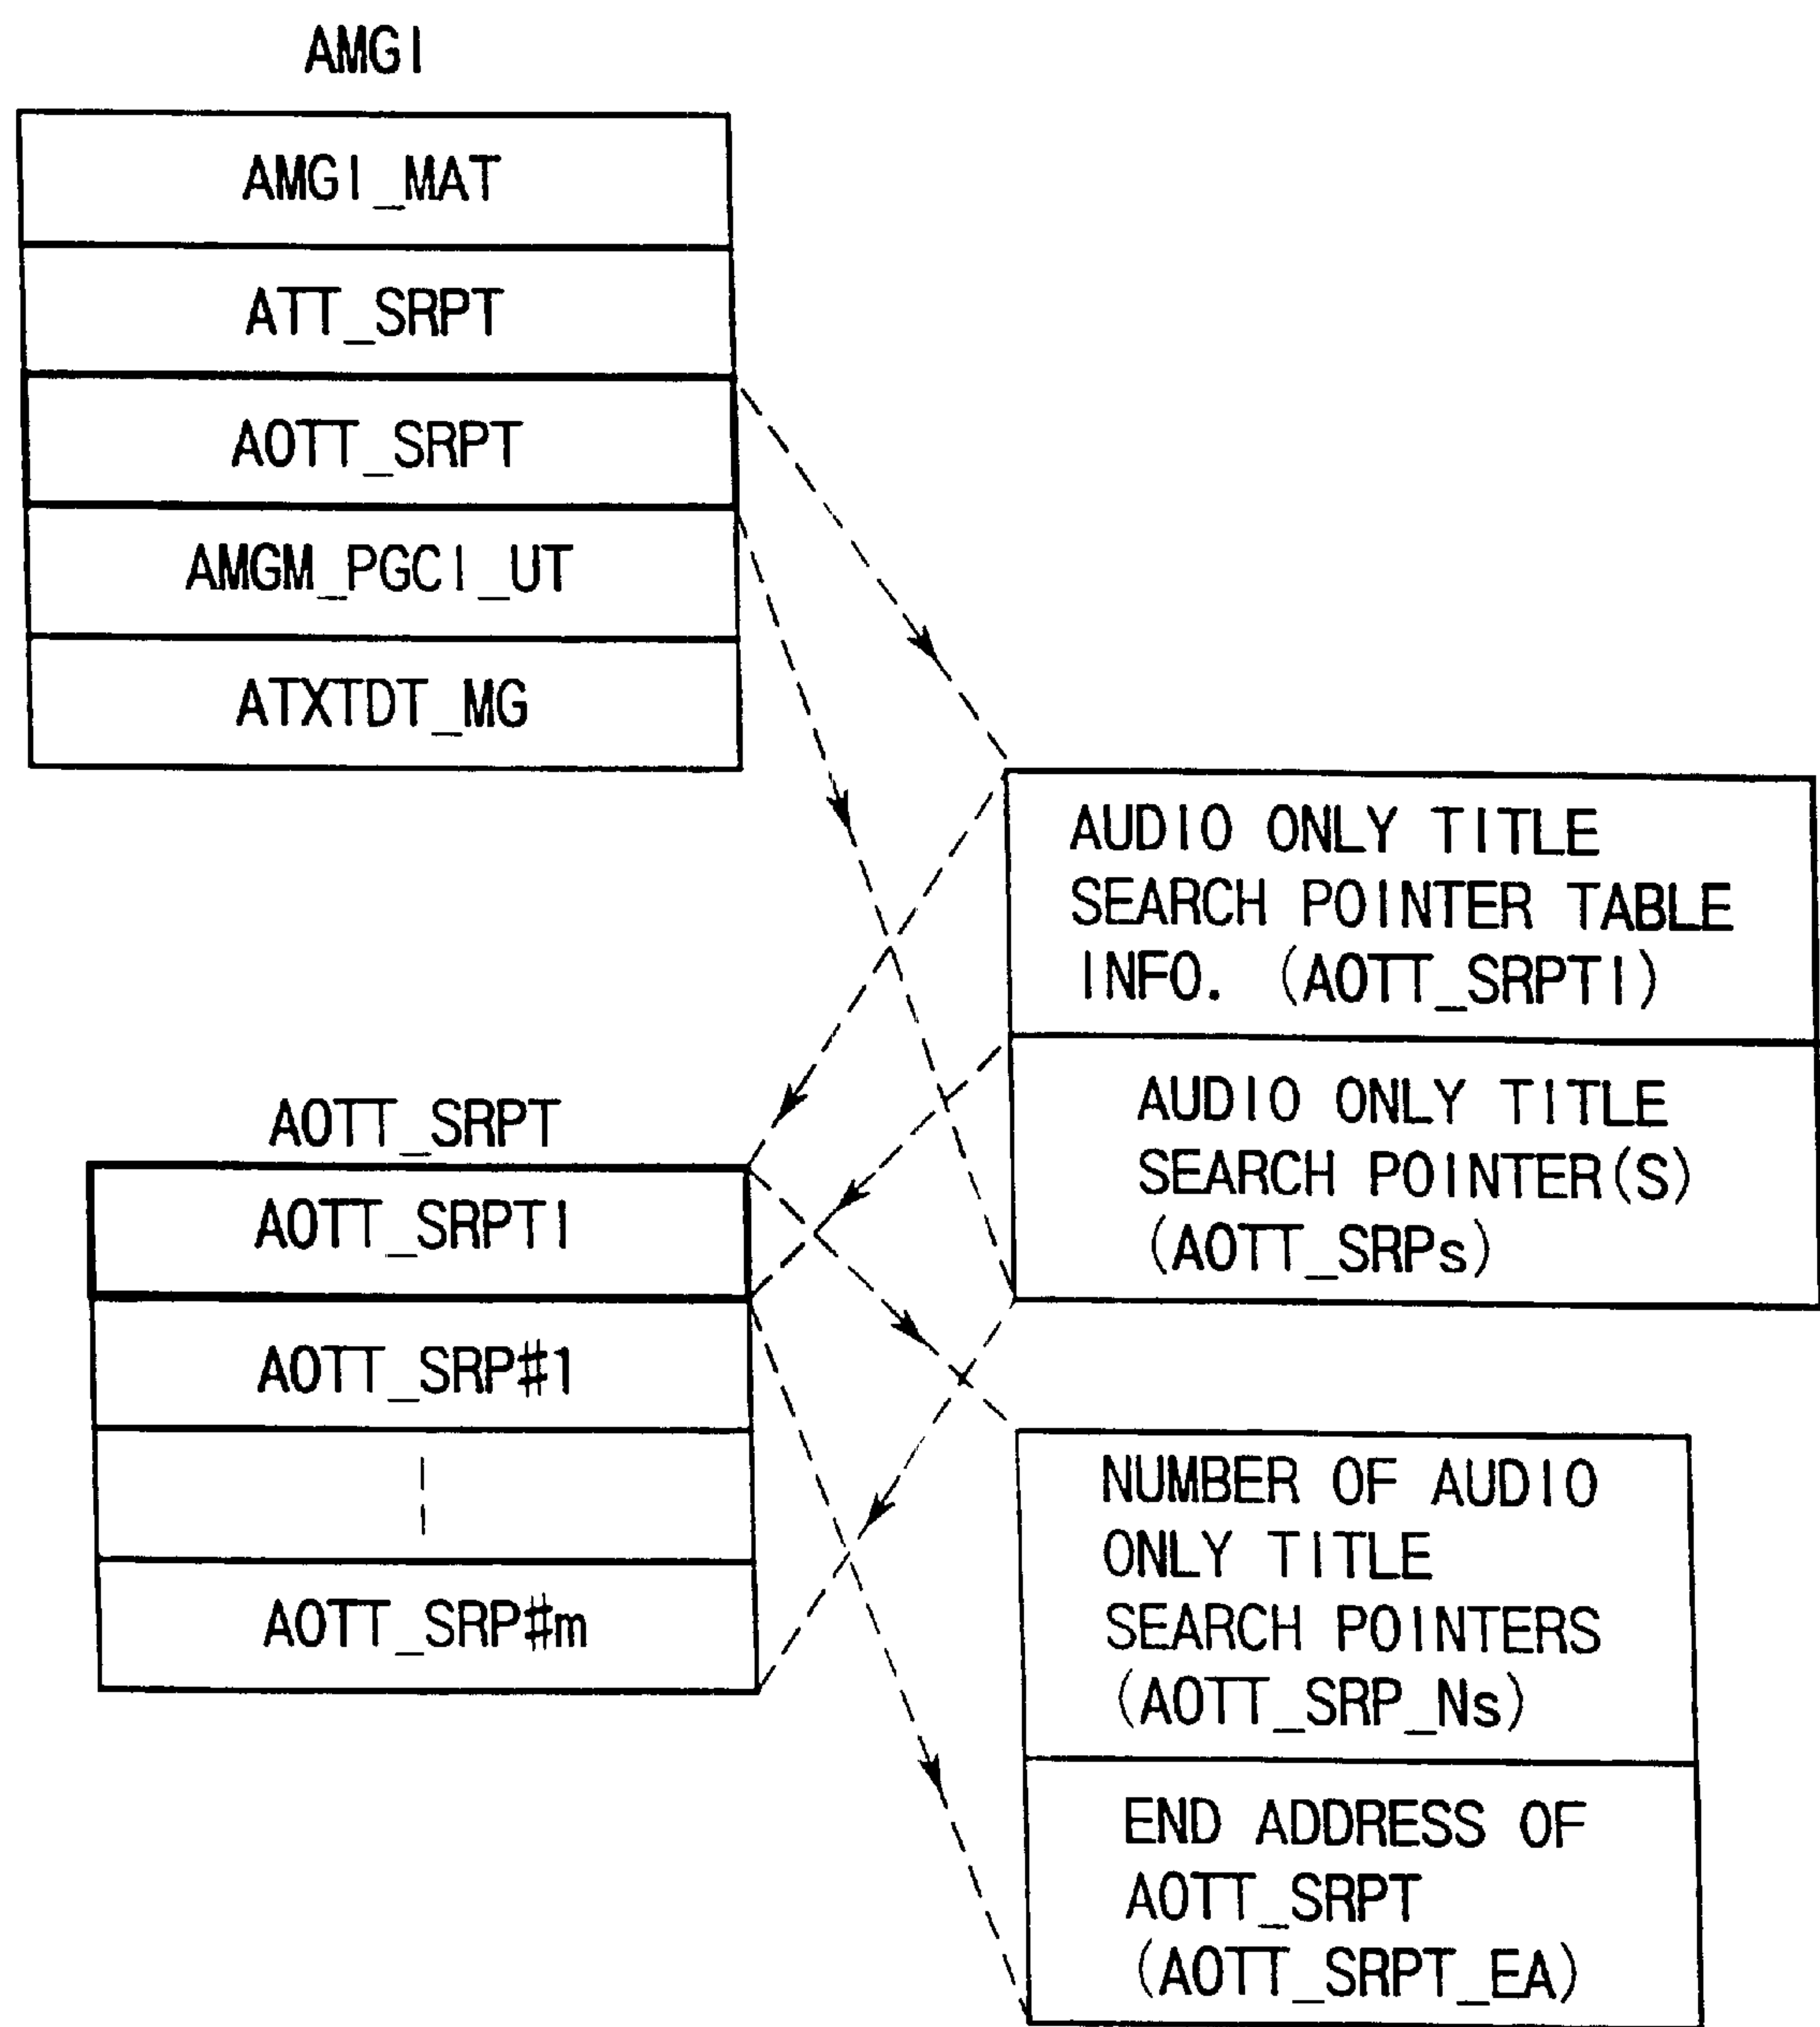 AMGI
AMGI_MAT
ATT_SRPT
AOTT_SRPT
AMGM_PGCI_UT
ATXTDT_MG
AUDIO ONLY TITLE
SEARCH POINTER TABLE
INFO. (AOTT_SRPTI)
AUDIO ONLY TITLE
SEARCH POINTER(S)
(AOTT_SRPs)
AOTT_SRPT
AOTT_SRPTI
AOTT_SRP#1
AOTT_SRP#m
NUMBER OF AUDIO
ONLY TITLE
SEARCH POINTERS
(AOTT_SRP_Ns)
END ADDRESS OF
AOTT_SRPT
(AOTT_SRPT_EA)